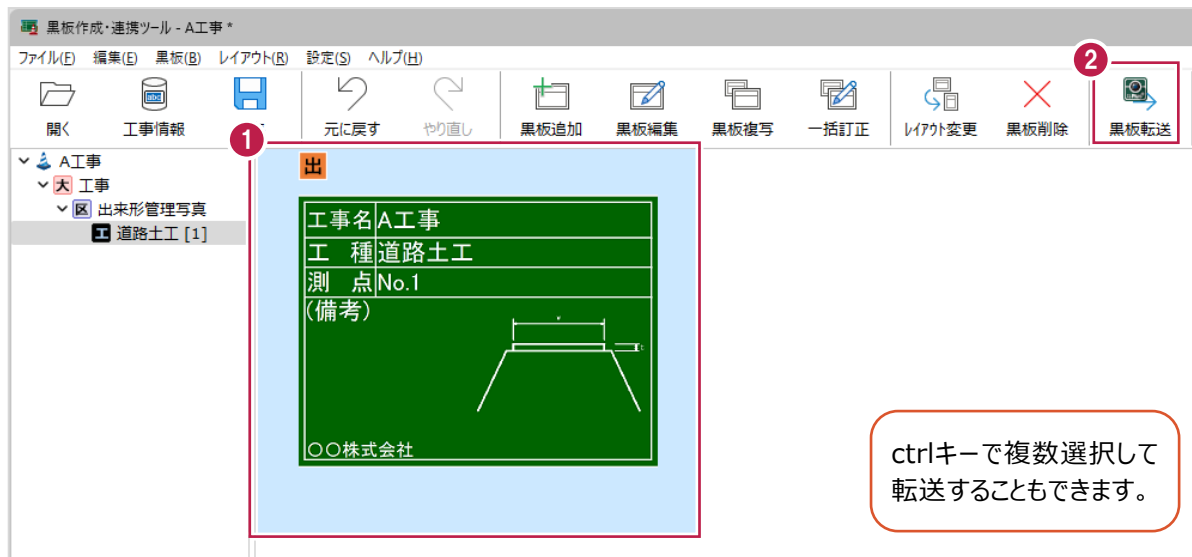 黒板作成・連携ツール - A工事 *
ファイル(F) 編集(E) 黒板(B) レイアウト(R) 設定(S) ヘルプ(H)
2
abc
開く 工事情報 元に戻す やり直し 黒板追加 黒板編集 黒板複写 一括訂正 レイアウト変更 黒板削除 黒板転送
1
A工事
大 工事
区 出来形管理写真
工 道路土工 [1]
出
工事名 A工事
工 種 道路土工
測 点 No.1
(備考)
t
〇〇株式会社
ctrlキーで複数選択して
転送することもできます。